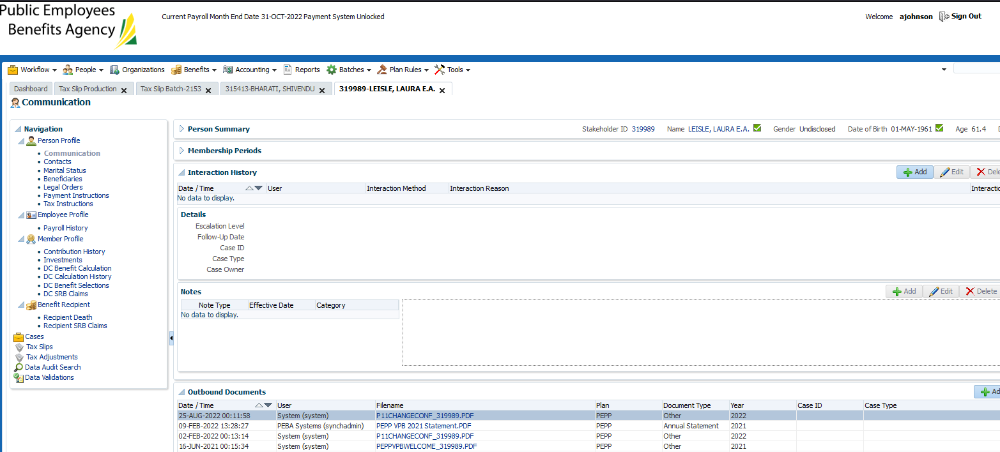 Public Employees
Benefits Agency
Current Payroll Month End Date 31-OCT-2022 Payment System Unlocked
Welcome ajohnson Sign Out
Workflow People Organizations Benefits Accounting Reports Batches Plan Rules Tools
Dashboard Tax Slip Production Tax Slip Batch-2153 315413-BHARATI, SHIVENDU 319989-LEISLE, LAURA E.A.
Communication
Navigation
Person Profile
Communication
Contacts
Marital Status
Beneficiaries
Legal Orders
Payment Instructions
Tax Instructions
Employee Profile
Payroll History
Member Profile
Contribution History
Investments
DC Benefit Calculation
DC Calculation History
DC Benefit Selections
DC SRB Claims
Benefit Recipient
Recipient Death
Recipient SRB Claims
Cases
Tax Slips
Tax Adjustments
Data Audit Search
Data Validations
Person Summary Stakeholder ID 319989 Name LEISLE, LAURA E.A. Gender Undisclosed Date of Birth 01-MAY-1961 Age 61.4
Membership Periods
Interaction History Add Edit Dele
Date / Time User Interaction Method Interaction Reason Interactio
No data to display.
Details
Escalation Level
Follow-Up Date
Case ID
Case Type
Case Owner
Notes Add Edit Delete
Note Type Effective Date Category
No data to display.
Outbound Documents Ad
Date / Time User Filename Plan Document Type Year Case ID Case Type
25-AUG-2022 00:11:58 System (system) P11CHANGECONF_319989.PDF PEPP Other 2022
09-FEB-2022 13:28:27 PEBA Systems (synchadmin) PEPP VPB 2021 Statement.PDF PEPP Annual Statement 2021
02-FEB-2022 00:13:14 System (system) P11CHANGECONF_319989.PDF PEPP Other 2022
16-JUN-2021 00:15:34 System (system) PEPPVPBWELCOME_319989.PDF PEPP Other 2021